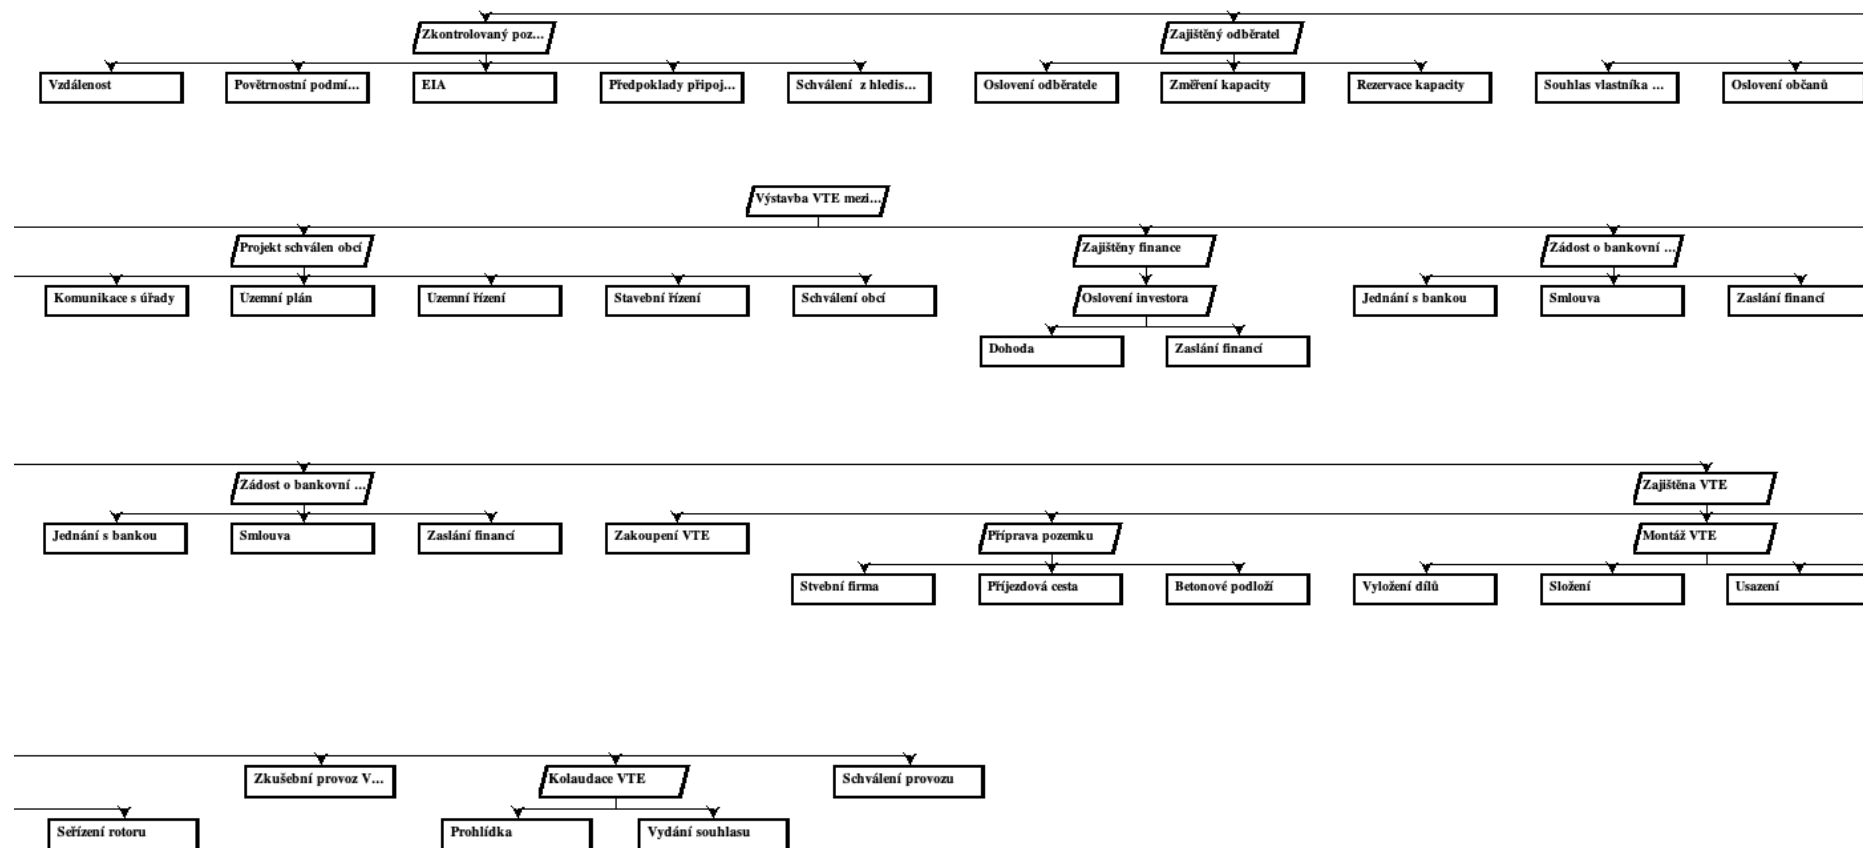 Zkontrolovaný poz...
Zajištěný odběratel
Vzdálenost
Povětrnostní podmí...
EIA
Předpoklady připoj...
Schválení z hledis...
Oslovení odběratele
Změření kapacity
Rezervace kapacity
Souhlas vlastníka ...
Oslovení občanů
Výstavba VTE mezi...
Projekt schválen obcí
Zajištěny finance
Zádost o bankovní ...
Komunikace s úřady
Uzemní plán
Uzemní řízení
Stavební řízení
Schválení obcí
Oslovení investora
Jednání s bankou
Smlouva
Zaslání financí
Dohoda
Zaslání financí
Zádost o bankovní ...
Zajištěna VTE
Jednání s bankou
Smlouva
Zaslání financí
Zakoupení VTE
Příprava pozemku
Montáž VTE
Stvební firma
Příjezdová cesta
Betonové podloží
Vyložení dílů
Složení
Usazení
Zkušební provoz V...
Kolaudace VTE
Schválení provozu
Seřízení rotoru
Prohlídka
Vydání souhlasu